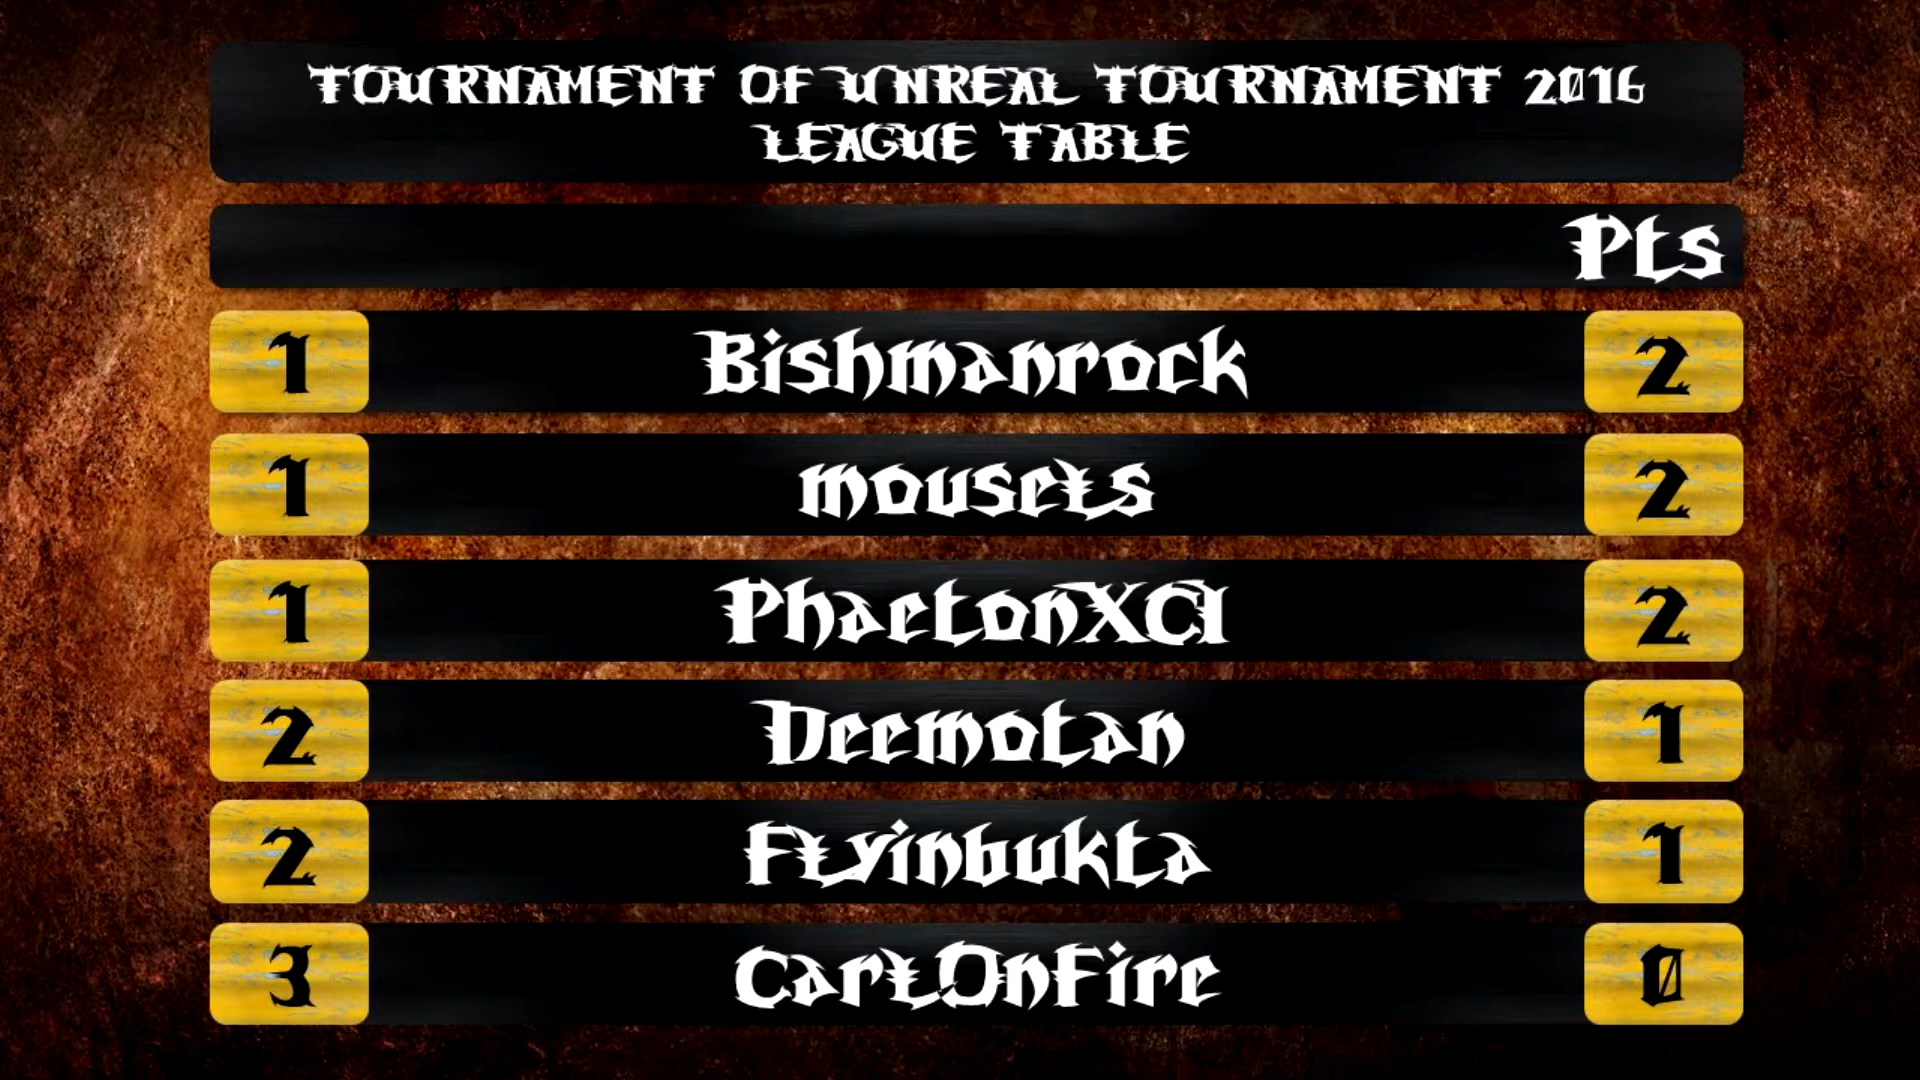 TOURNAMENT OF UNREAL TOURNAMENT 2016
LEAGUE TABLE
Pts
1 Bishmanrock 2
1 mousels 2
1 PhaetonXCI 2
2 Deemotan 1
2 Flyinbukta 1
3 CarlOnFire 0